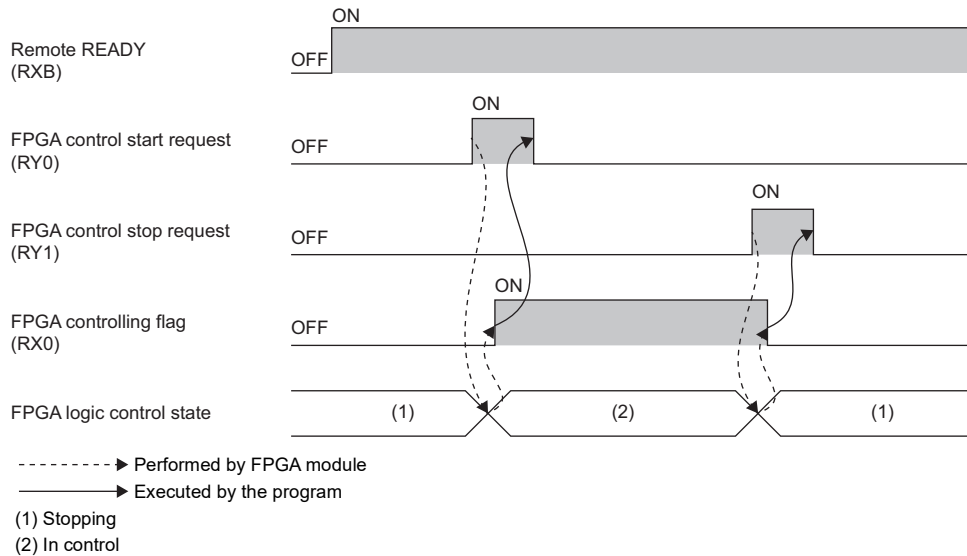 ON
Remote READY
(RXB)
OFF
ON
FPGA control start request
(RY0)
OFF
ON
FPGA control stop request
(RY1)
OFF
ON
FPGA controlling flag
(RX0)
OFF
FPGA logic control state
(1)
(2)
(1)
Performed by FPGA module
Executed by the program
(1) Stopping
(2) In control